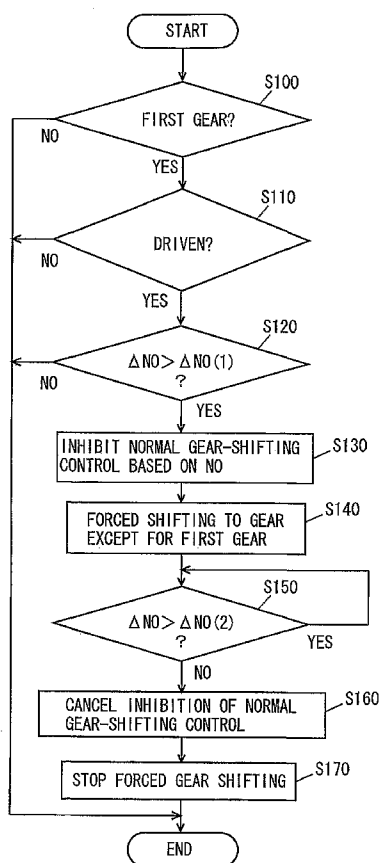 START
S100
FIRST GEAR?
NO
YES
S110
DRIVEN?
NO
YES
S120
ΔNO>ΔNO(1)
?
NO
YES
INHIBIT NORMAL GEAR-SHIFTING
CONTROL BASED ON NO
S130
FORCED SHIFTING TO GEAR
EXCEPT FOR FIRST GEAR
S140
S150
ΔNO>ΔNO(2)
?
YES
NO
CANCEL INHIBITION OF NORMAL
GEAR-SHIFTING CONTROL
S160
STOP FORCED GEAR SHIFTING
S170
END